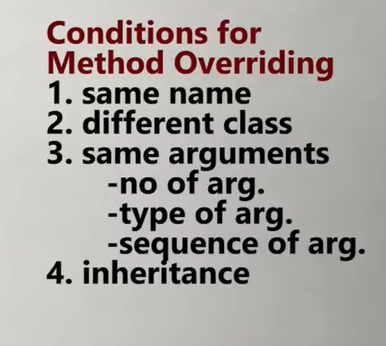 Conditions for
Method Overriding
1. same name
2. different class
3. same arguments
-no of arg.
-type of arg.
-sequence of arg.
4. inheritance